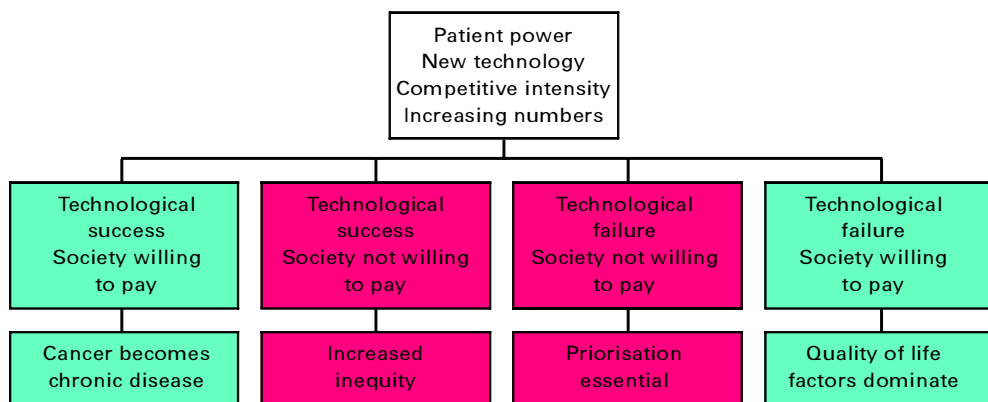 Patient power
New technology
Competitive intensity
Increasing numbers
Technological
success
Society willing
to pay
Technological
success
Society not willing
to pay
Technological
failure
Society not willing
to pay
Technological
failure
Society willing
to pay
Cancer becomes
chronic disease
Increased
inequity
Priorisation
essential
Quality of life
factors dominate